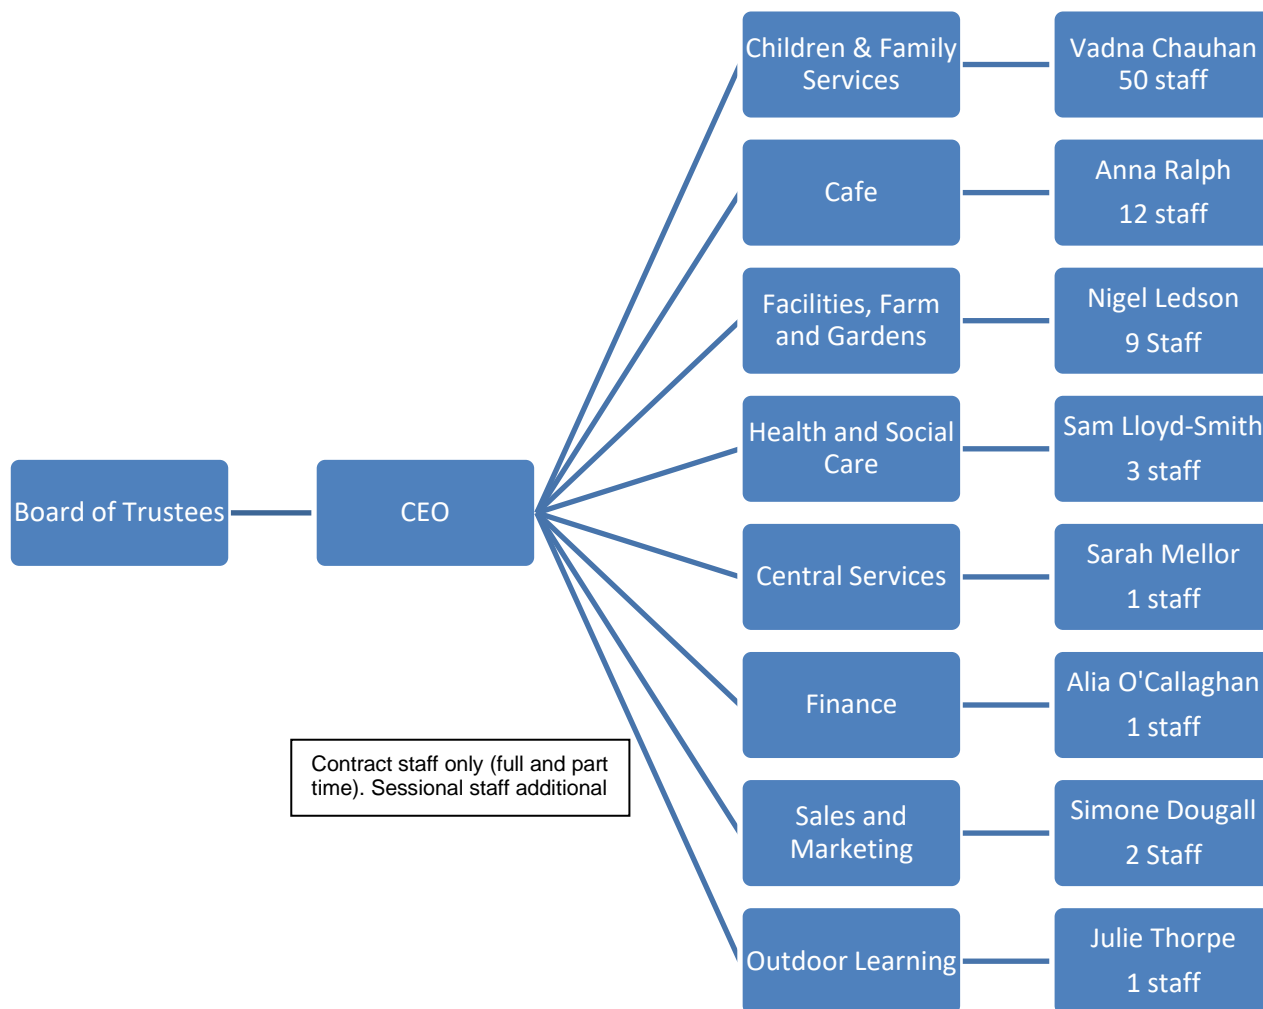 Children & Family
Services
Vadna Chauhan
50 staff
Cafe
Anna Ralph
12 staff
Facilities, Farm
and Gardens
Nigel Ledson
9 Staff
Health and Social
Care
Sam Lloyd-Smith
3 staff
Board of Trustees
CEO
Central Services
Sarah Mellor
1 staff
Finance
Alia O'Callaghan
1 staff
Contract staff only (full and part
time). Sessional staff additional
Sales and
Marketing
Simone Dougall
2 Staff
Outdoor Learning
Julie Thorpe
1 staff